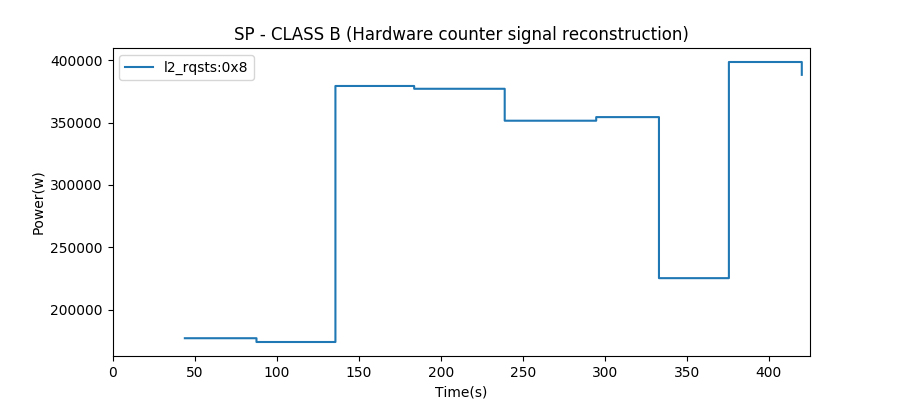 SP - CLASS B (Hardware counter signal reconstruction)
l2_rqsts:0x8
400000
350000
300000
250000
200000
Power(w)
0 50 100 150 200 250 300 350 400
Time(s)